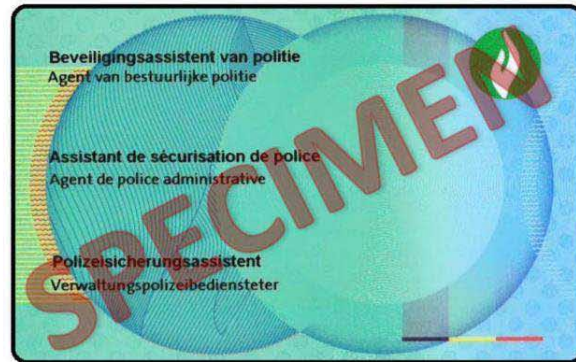 Beveiligingsassistent van politie
Agent van bestuurlijke politie
Assistant de sécurisation de police
Agent de police administrative
Polizeisicherungsassistent
Verwaltungspolizeibediensteter
SPECIMEN